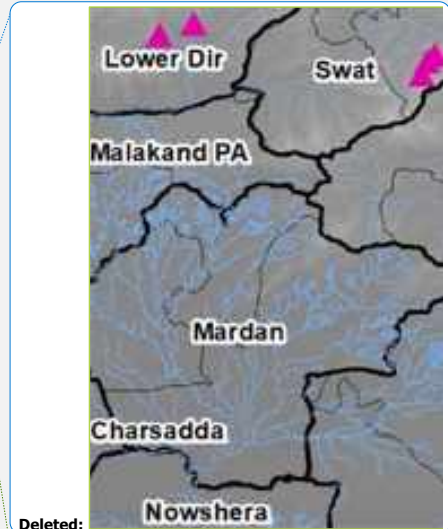 Lower Dir
Swat
Malakand PA
Mardan
Charsadda
Nowshera
Deleted: